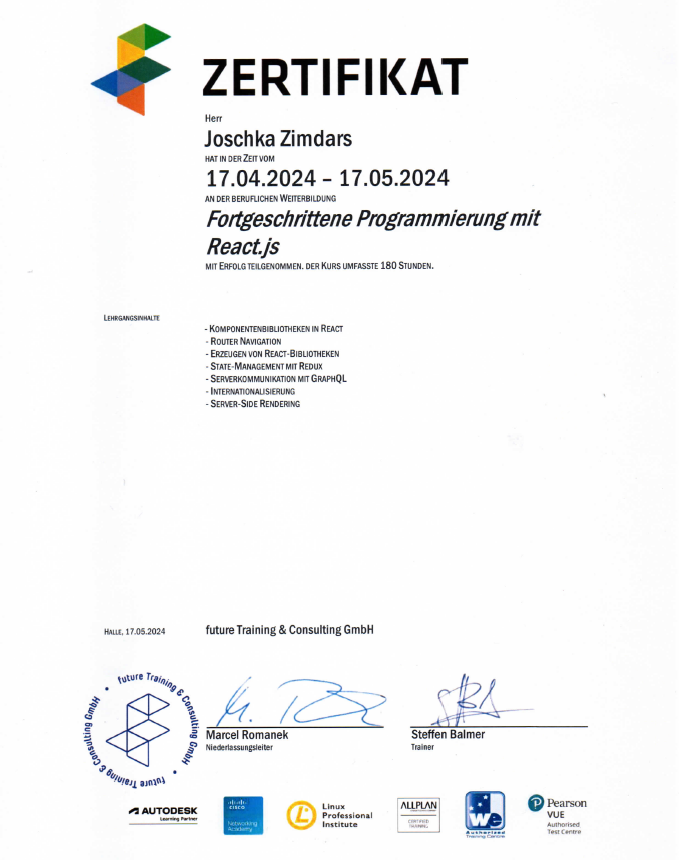 ZERTIFIKAT
Herr
Joschka Zimdars
HAT IN DER ZEIT VOM
17.04.2024 – 17.05.2024
AN DER BERUFLICHEN WEITERBILDUNG
Fortgeschrittene Programmierung mit
React.js
MIT ERFOLG TEILGENOMMEN. DER KURS UMFASSTE 180 STUNDEN.
LEHRGANGSINHALTE
- KOMPONENTENBIBLIOTHEKEN IN REACT
- ROUTER NAVIGATION
- ERZEUGEN VON REACT-BIBLIOTHEKEN
- STATE-MANAGEMENT MIT REDUX
- SERVERKOMMUNIKATION MIT GRAPHQL
- INTERNATIONALISIERUNG
- SERVER-SIDE RENDERING
HALLE, 17.05.2024
future Training & Consulting GmbH
future Training & Consulting GmbH • future Training & Consulting GmbH •
Marcel Romanek
Niederlassungsleiter
Steffen Balmer
Trainer
AUTODESK
Learning Partner
cisco
Networking
Academy
Linux
Professional
Institute
ALLPLAN
CERTIFIED
TRAINING
we
Authorised
Training Centre
Pearson
VUE
Authorised
Test Centre